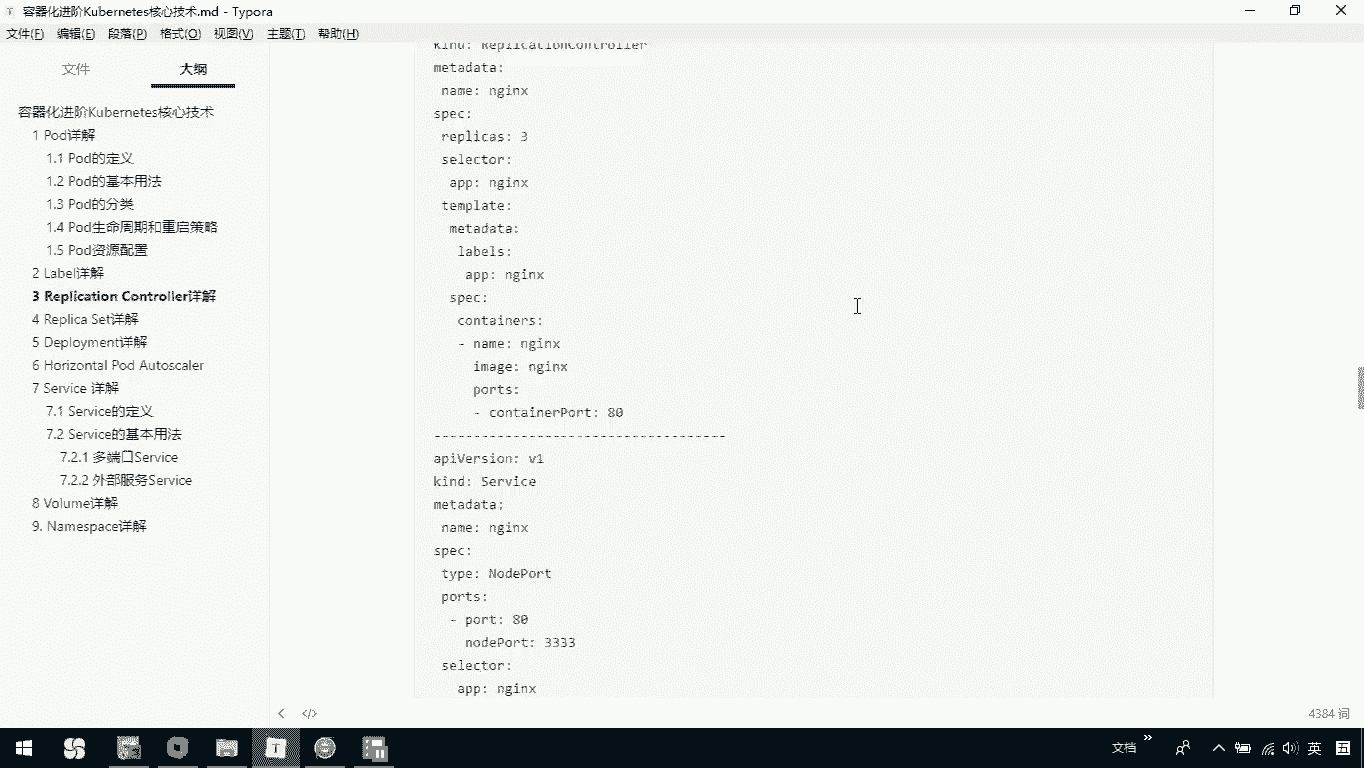 容器化进阶Kubernetes核心技术.md - Typora
文件(F) 编辑(E) 段落(P) 格式(O) 视图(V) 主题(T) 帮助(H)
文件 大纲
容器化进阶Kubernetes核心技术
1 Pod详解
1.1 Pod的定义
1.2 Pod的基本用法
1.3 Pod的分类
1.4 Pod生命周期和重启策略
1.5 Pod资源配置
2 Label详解
3 Replication Controller详解
4 Replica Set详解
5 Deployment详解
6 Horizontal Pod Autoscaler
7 Service 详解
7.1 Service的定义
7.2 Service的基本用法
7.2.1 多端口Service
7.2.2 外部服务Service
8 Volume详解
9. Namespace详解
kind: ReplicationController
metadata:
name: nginx
spec:
replicas: 3
selector:
app: nginx
template:
metadata:
labels:
app: nginx
spec:
containers:
- name: nginx
image: nginx
ports:
- containerPort: 80
-------------------------------------
apiVersion: v1
kind: Service
metadata:
name: nginx
spec:
type: NodePort
ports:
- port: 80
nodePort: 3333
selector:
app: nginx
4384 词
文档 英 五